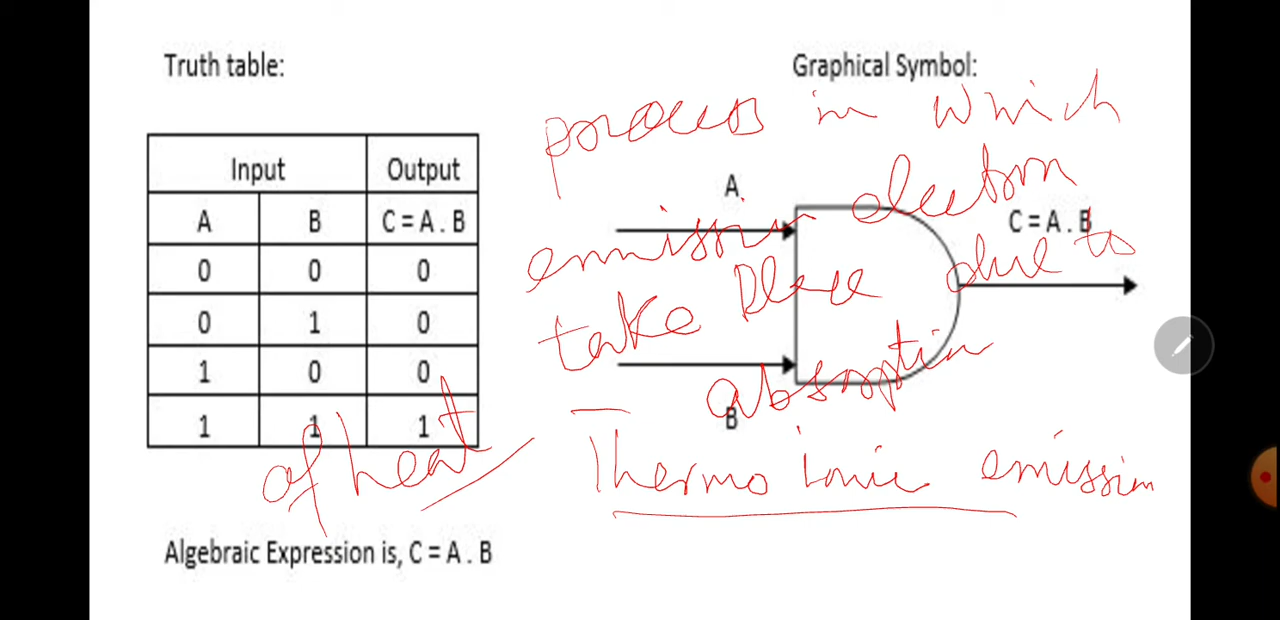 Truth table:
Input Output
A B C = A . B
0 0 0
0 1 0
1 0 0
1 1 1
Algebraic Expression is, C = A . B
Graphical Symbol:
A
C = A . B
B
process in which
emission electron
take place due to
absorption
of heat
Thermo ionic emission